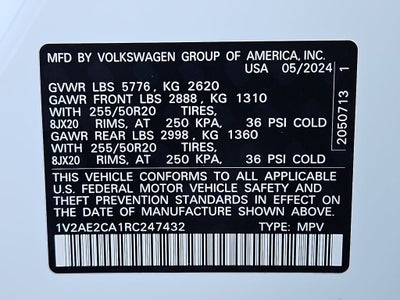 MFD BY VOLKSWAGEN GROUP OF AMERICA, INC.
USA 05/2024
GVWR LBS 5776, KG 2620
GAWR FRONT LBS 2888, KG 1310
WITH 255/50R20 TIRES,
8JX20 RIMS, AT 250 KPA, 36 PSI COLD
GAWR REAR LBS 2998, KG 1360
WITH 255/50R20 TIRES,
8JX20 RIMS, AT 250 KPA, 36 PSI COLD
THIS VEHICLE CONFORMS TO ALL APPLICABLE
U.S. FEDERAL MOTOR VEHICLE SAFETY AND
THEFT PREVENTION STANDARDS IN EFFECT ON
THE DATE OF MANUFACTURE SHOWN ABOVE.
1V2AE2CA1RC247432 TYPE: MPV
2050713 1